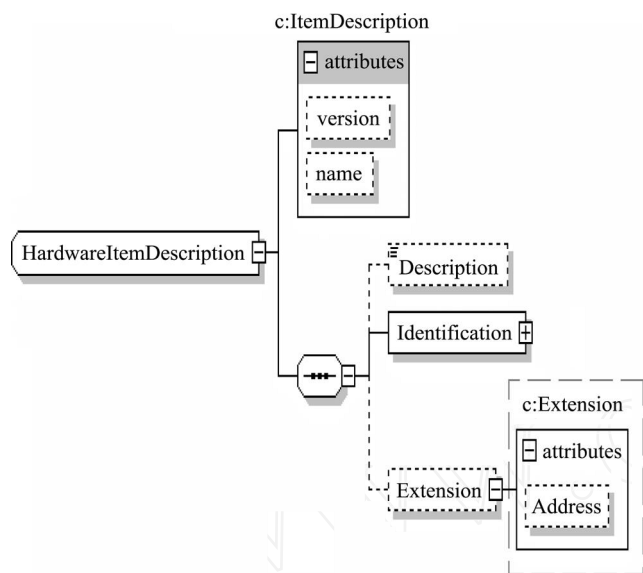 c:ItemDescription
attributes
version
name
HardwareItemDescription
Description
Identification
c:Extension
attributes
Extension
Address